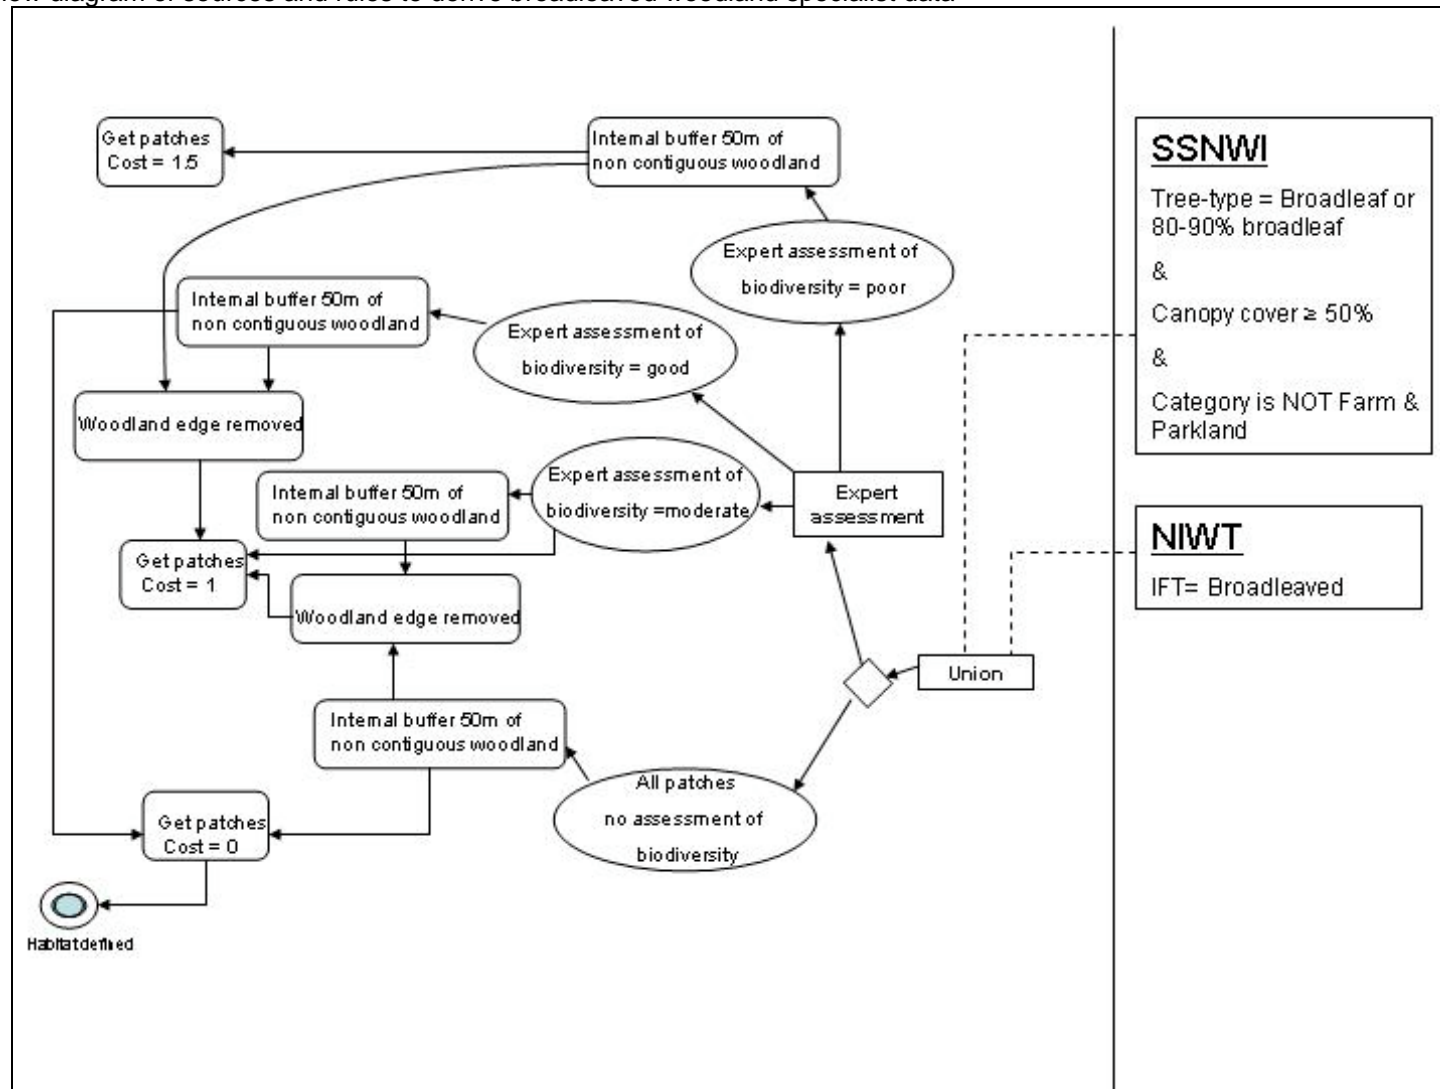 Get patches
Cost = 1.5
Internal buffer 50m of
non contiguous woodland
Expert assessment of
biodiversity = poor
Internal buffer 50m of
non contiguous woodland
Expert assessment of
biodiversity = good
Woodland edge removed
Expert assessment of
biodiversity =moderate
Internal buffer 50m of
non contiguous woodland
Expert
assessment
Get patches
Cost = 1
Woodland edge removed
Union
Internal buffer 50m of
non contiguous woodland
All patches
no assessment of
biodiversity
Get patches
Cost = 0
Habitat defined
SSNWI
Tree-type = Broadleaf or
80-90% broadleaf
&
Canopy cover ≥ 50%
&
Category is NOT Farm &
Parkland
NIWT
IFT= Broadleaved